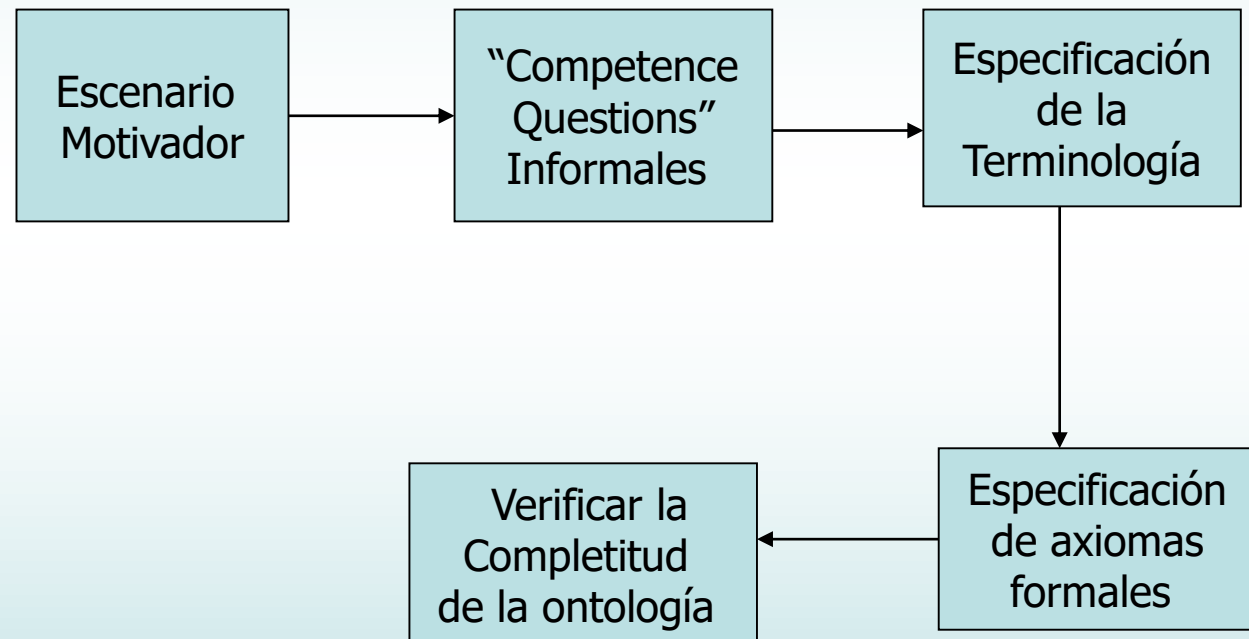 Escenario
Motivador
“Competence
Questions”
Informales
Especificación
de la
Terminología
Especificación
de axiomas
formales
Verificar la
Completitud
de la ontología